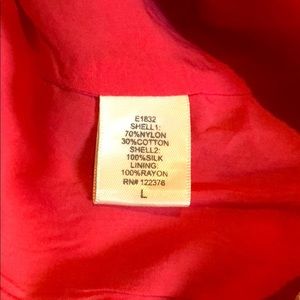 E1832
SHELL1:
70%NYLON
30%COTTON
SHELL2:
100%SILK
LINING:
100%RAYON
RN# 122376
L